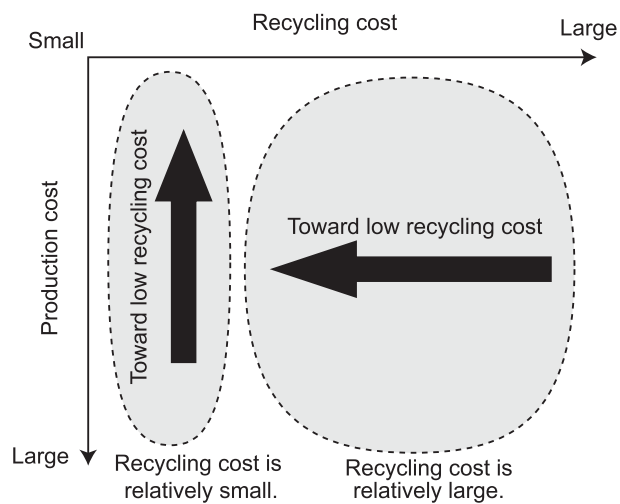 Recycling cost
Small
Large
Production cost
Toward low recycling cost
Toward low recycling cost
Large
Recycling cost is
relatively small.
Recycling cost is
relatively large.